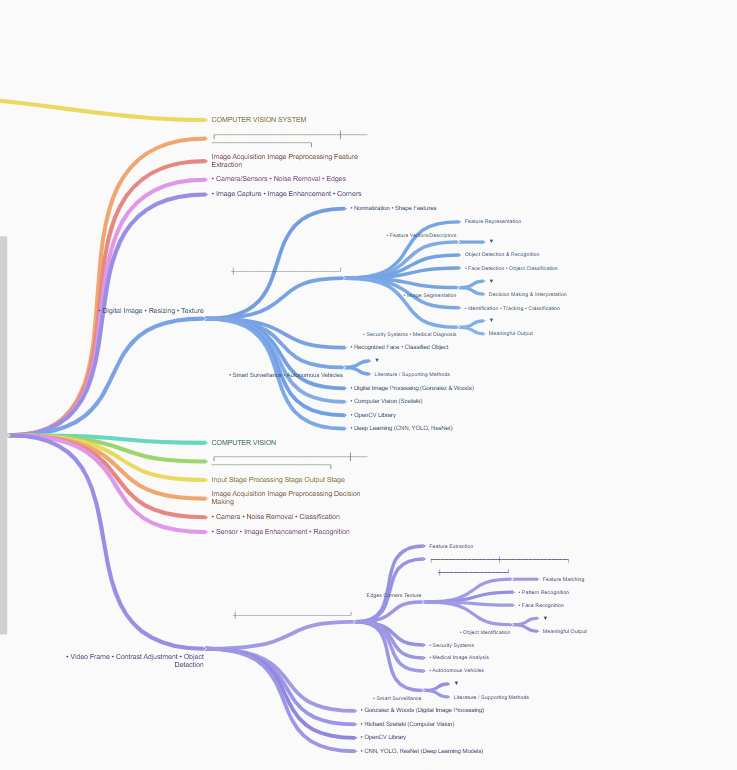 COMPUTER VISION SYSTEM
Image Acquisition Image Preprocessing Feature
Extraction
• Camera/Sensors • Noise Removal • Edges
• Image Capture • Image Enhancement • Corners
• Digital Image • Resizing • Texture
• Normalization • Shape Features
• Feature Vectors/Descriptors
Feature Representation
▼
Object Detection & Recognition
• Face Detection • Object Classification
• Image Segmentation
▼
Decision Making & Interpretation
• Identification • Tracking • Classification
• Security Systems • Medical Diagnosis
▼
Meaningful Output
• Recognized Face • Classified Object
• Smart Surveillance • Autonomous Vehicles
▼
Literature / Supporting Methods
• Digital Image Processing (Gonzalez & Woods)
• Computer Vision (Szeliski)
• OpenCV Library
• Deep Learning (CNN, YOLO, ResNet)
COMPUTER VISION
Input Stage Processing Stage Output Stage
Image Acquisition Image Preprocessing Decision
Making
• Camera • Noise Removal • Classification
• Sensor • Image Enhancement • Recognition
• Video Frame • Contrast Adjustment • Object
Detection
Feature Extraction
Edges Corners Texture
Feature Matching
• Pattern Recognition
• Face Recognition
• Object Identification
▼
Meaningful Output
• Security Systems
• Medical Image Analysis
• Autonomous Vehicles
• Smart Surveillance
▼
Literature / Supporting Methods
• Gonzalez & Woods (Digital Image Processing)
• Richard Szeliski (Computer Vision)
• OpenCV Library
• CNN, YOLO, ResNet (Deep Learning Models)